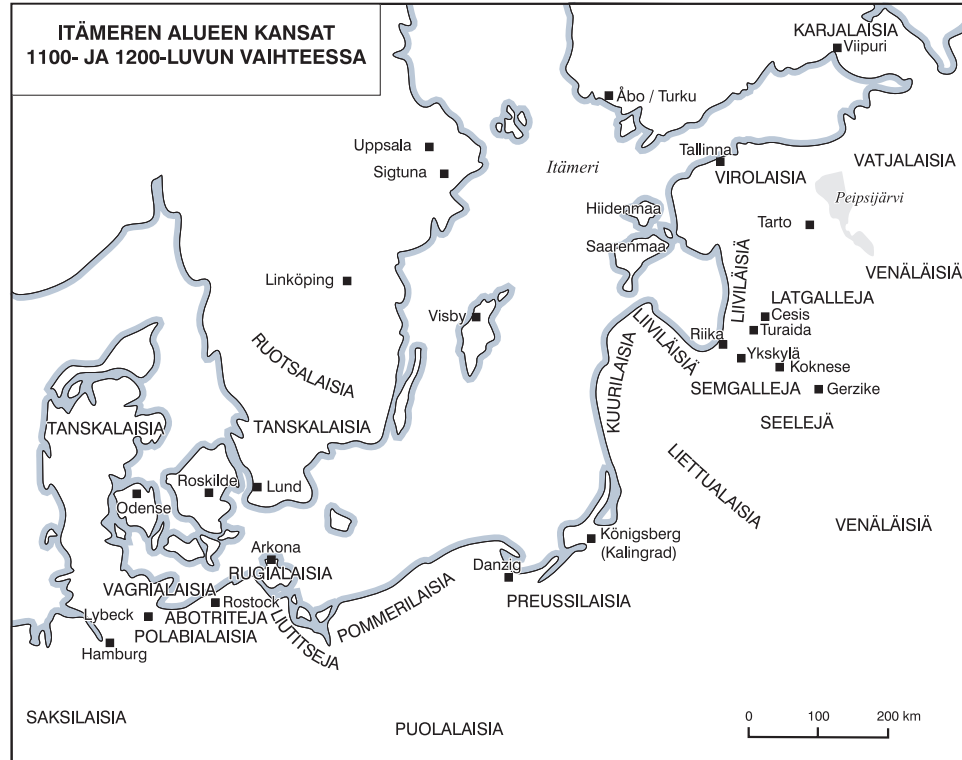 ITÄMEREN ALUEEN KANSAT
1100- JA 1200-LUVUN VAIHTEESSA
KARJALAISIA
Viipuri
Åbo / Turku
Uppsala
Sigtuna
Itämeri
Tallinna
VIROLAISIA
VATJALAISIA
Peipsijärvi
Hiidenmaa
Tarto
Saarenmaa
VENÄLÄISIÄ
Linköping
LIIVILÄISIÄ
LATGALLEJA
Cesis
Visby
Turaida
RUOTSALAISIA
LIIVILÄISIÄ
Riika
Ykskylä
Koknese
KUURILAISIA
SEMGALLEJA
Gerzike
TANSKALAISIA
TANSKALAISIA
SEELEJÄ
LIETTUALAISIA
Roskilde
Lund
Odense
VENÄLÄISIÄ
Königsberg
(Kalingrad)
Arkona
RUGIALAISIA
Danzig
VAGRIALAISIA
PREUSSILAISIA
Rostock
Lybeck
ABOTRITEJA
POMMERILAISIA
LIUTITSEJA
POLABIALAISIA
Hamburg
SAKSILAISIA
PUOLALAISIA
0 100 200 km